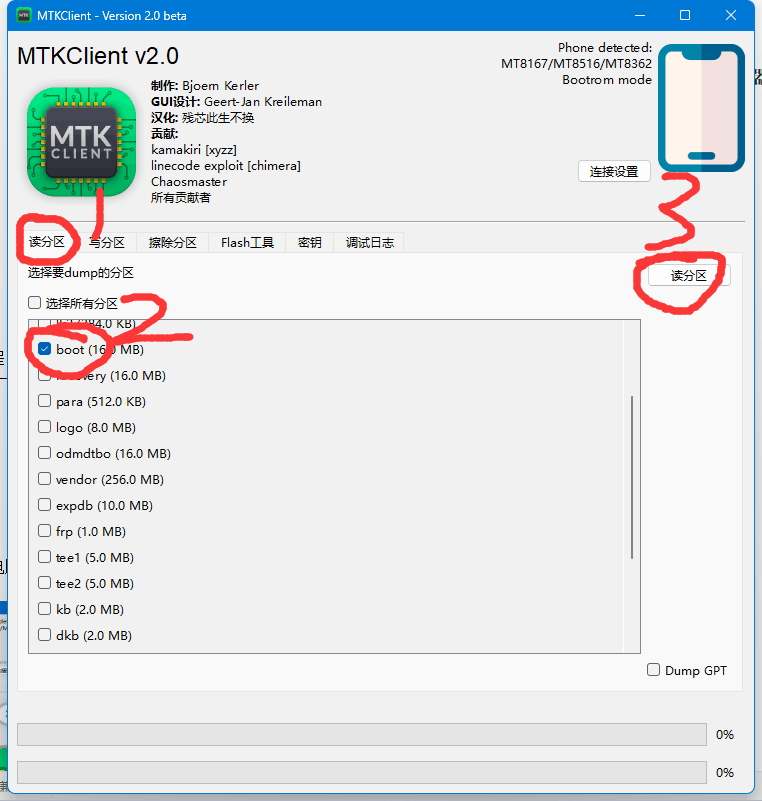 MTKClient - Version 2.0 beta
MTKClient v2.0
Phone detected:
MT8167/MT8516/MT8362
Bootrom mode
制作: Bjoern Kerler
GUI设计: Geert-Jan Kreileman
汉化: 残芯此生不换
贡献:
kamakiri [xyzz]
linecode exploit [chimera]
Chaosmaster
所有贡献者
MTK
CLIENT
连接设置
1
3
读分区 写分区 擦除分区 Flash工具 密钥 调试日志
选择要dump的分区
读分区
选择所有分区
2
boot (16.0 MB)
recovery (16.0 MB)
para (512.0 KB)
logo (8.0 MB)
odmdtbo (16.0 MB)
vendor (256.0 MB)
expdb (10.0 MB)
frp (1.0 MB)
tee1 (5.0 MB)
tee2 (5.0 MB)
kb (2.0 MB)
dkb (2.0 MB)
Dump GPT
0%
0%